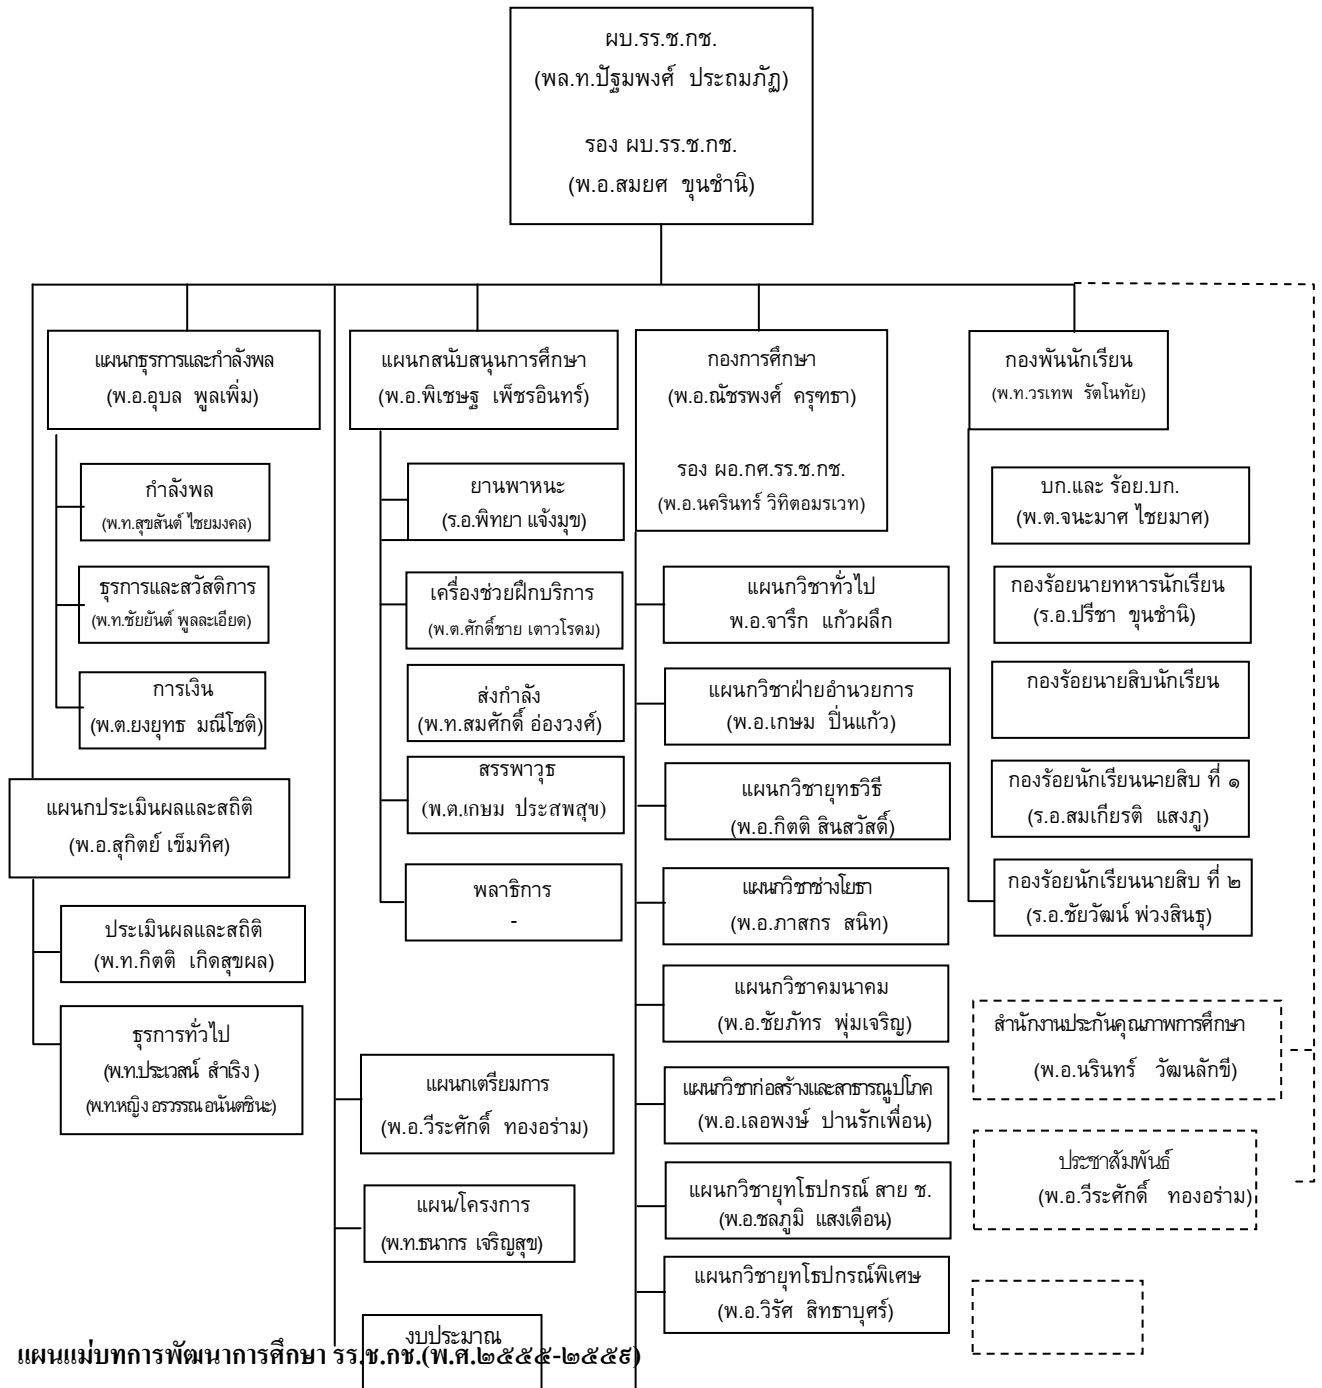 ผบ.รร.ช.กช.
(พล.ท.ปัฐมพงศ์ ประถมภัฏ)
รอง ผบ.รร.ช.กช.
(พ.อ.สมยศ ขุนชำนิ)
แผนกธุรการและกำลังพล
(พ.อ.อุบล พูลเพิ่ม)
กำลังพล
(พ.ท.สุขสันต์ ไชยมงคล)
ธุรการและสวัสดิการ
(พ.ท.ชัยยันต์ พูลละเอียด)
การเงิน
(พ.ต.ยงยุทธ มณีโชติ)
แผนกประเมินผลและสถิติ
(พ.อ.สุกิตย์ เข็มทิศ)
ประเมินผลและสถิติ
(พ.ท.กิตติ เกิดสุขผล)
ธุรการทั่วไป
(พ.ท.ประเวสน์ สำเริง)
(พ.ท.หญิง อรวรรณ อนันตชินะ)
แผนกสนับสนุนการศึกษา
(พ.อ.พิเชษฐ เพ็ชรอินทร์)
ยานพาหนะ
(ร.อ.พิทยา แจ้งมุข)
เครื่องช่วยฝึกบริการ
(พ.ต.ศักดิ์ชาย เตาวโรดม)
ส่งกำลัง
(พ.ท.สมศักดิ์ อ่องวงศ์)
สรรพาวุธ
(พ.ต.เกษม ประสพสุข)
พลาธิการ
-
แผนกเตรียมการ
(พ.อ.วีระศักดิ์ ทองอร่าม)
แผน/โครงการ
(พ.ท.ธนากร เจริญสุข)
งบประมาณ
กองการศึกษา
(พ.อ.ณัชรพงศ์ ครุฑธา)
รอง ผอ.กศ.รร.ช.กช.
(พ.อ.นครินทร์ วิทิตอมรเวท)
แผนกวิชาทั่วไป
พ.อ.จารึก แก้วผลึก
แผนกวิชาฝ่ายอำนวยการ
(พ.อ.เกษม ปิ่นแก้ว)
แผนกวิชายุทธวิธี
(พ.อ.กิตติ สินสวัสดิ์)
แผนกวิชาช่างโยธา
(พ.อ.ภาสกร สนิท)
แผนกวิชาคมนาคม
(พ.อ.ชัยภัทร พุ่มเจริญ)
แผนกวิชาก่อสร้างและสาธารณูปโภค
(พ.อ.เลอพงษ์ ปานรักเพื่อน)
แผนกวิชายุทโธปกรณ์ สาย ช.
(พ.อ.ชลภูมิ แสงเดือน)
แผนกวิชายุทโธปกรณ์พิเศษ
(พ.อ.วิรัศ สิทธาบุศร์)
กองพันนักเรียน
(พ.ท.วรเทพ รัตโนทัย)
บก.และ ร้อย.บก.
(พ.ต.จนะมาศ ไชยมาศ)
กองร้อยนายทหารนักเรียน
(ร.อ.ปรีชา ขุนชำนิ)
กองร้อยนายสิบนักเรียน
กองร้อยนักเรียนนายสิบ ที่ ๑
(ร.อ.สมเกียรติ แสงภู)
กองร้อยนักเรียนนายสิบ ที่ ๒
(ร.อ.ชัยวัฒน์ พ่วงสินธุ)
สำนักงานประกันคุณภาพการศึกษา
(พ.อ.นรินทร์ วัฒนลักขี)
ประชาสัมพันธ์
(พ.อ.วีระศักดิ์ ทองอร่าม)
แผนแม่บทการพัฒนาการศึกษา รร.ช.กช.(พ.ศ.๒๕๕๕-๒๕๕๙)